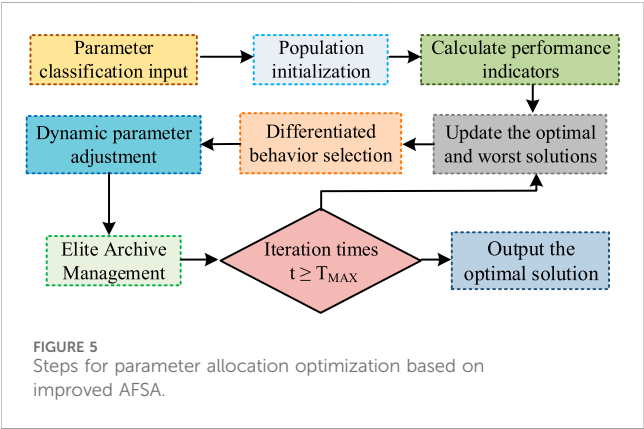 Parameter
classification input
Population
initialization
Calculate performance
indicators
Dynamic parameter
adjustment
Differentiated
behavior selection
Update the optimal
and worst solutions
Elite Archive
Management
Iteration times
t ≥ TMAX
Output the
optimal solution
FIGURE 5
Steps for parameter allocation optimization based on
improved AFSA.